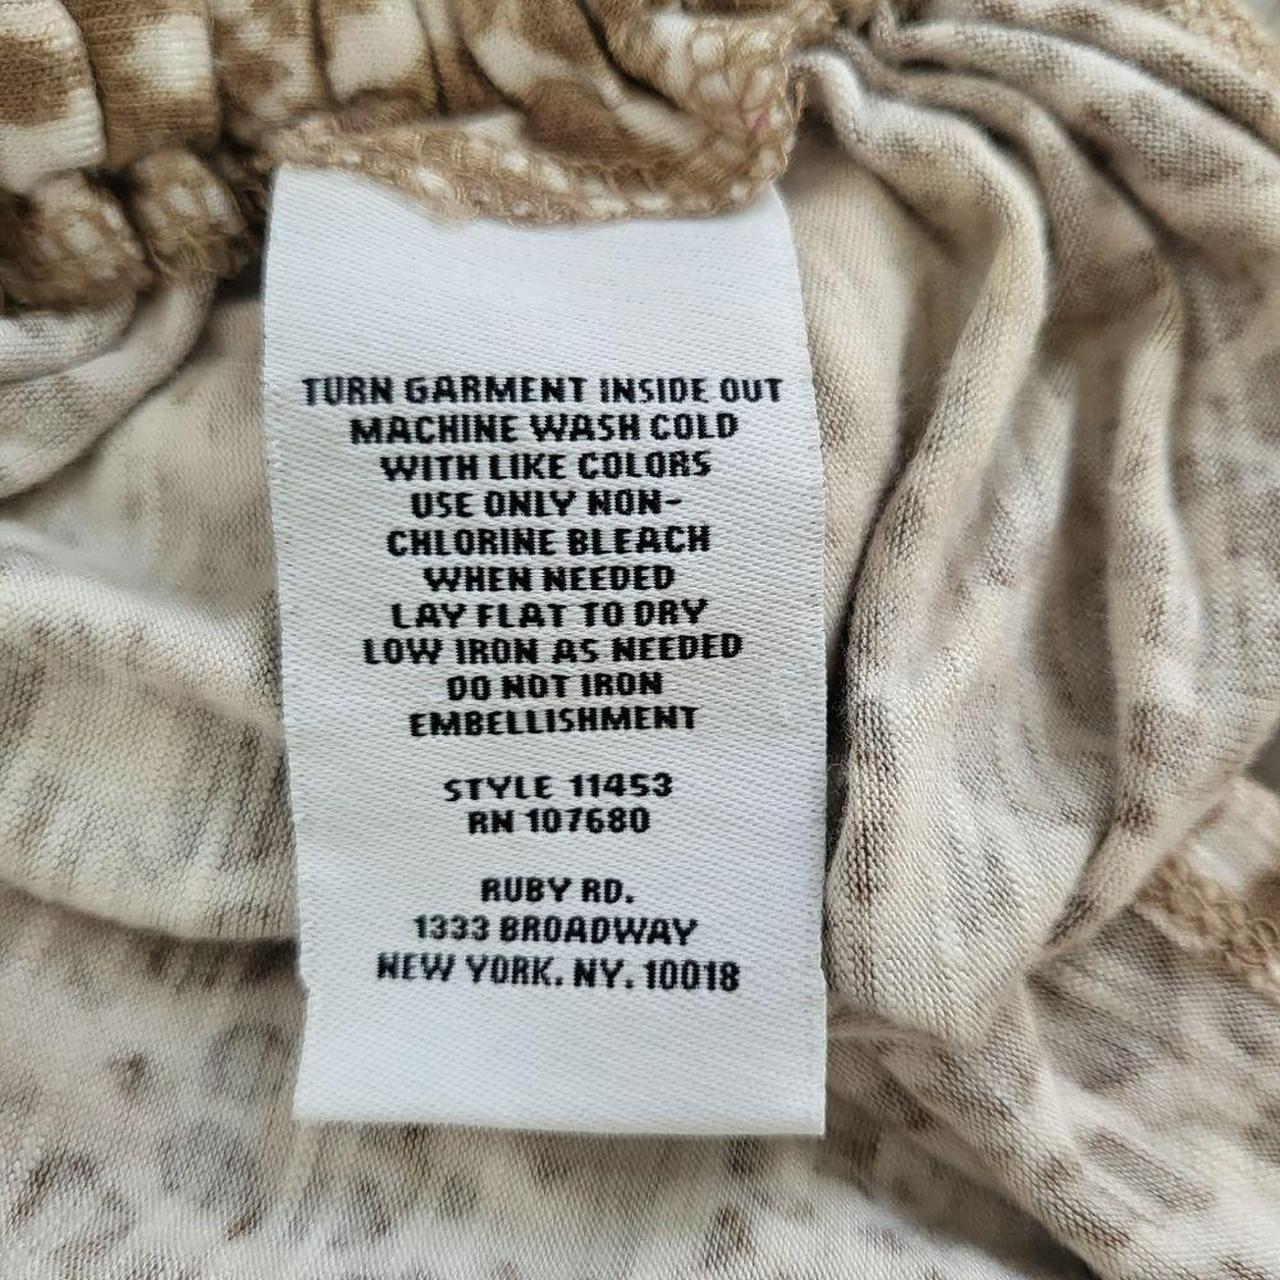 TURN GARMENT INSIDE OUT
MACHINE WASH COLD
WITH LIKE COLORS
USE ONLY NON-
CHLORINE BLEACH
WHEN NEEDED
LAY FLAT TO DRY
LOW IRON AS NEEDED
DO NOT IRON
EMBELLISHMENT
STYLE 11453
RN 107680
RUBY RD.
1333 BROADWAY
NEW YORK. NY. 10018